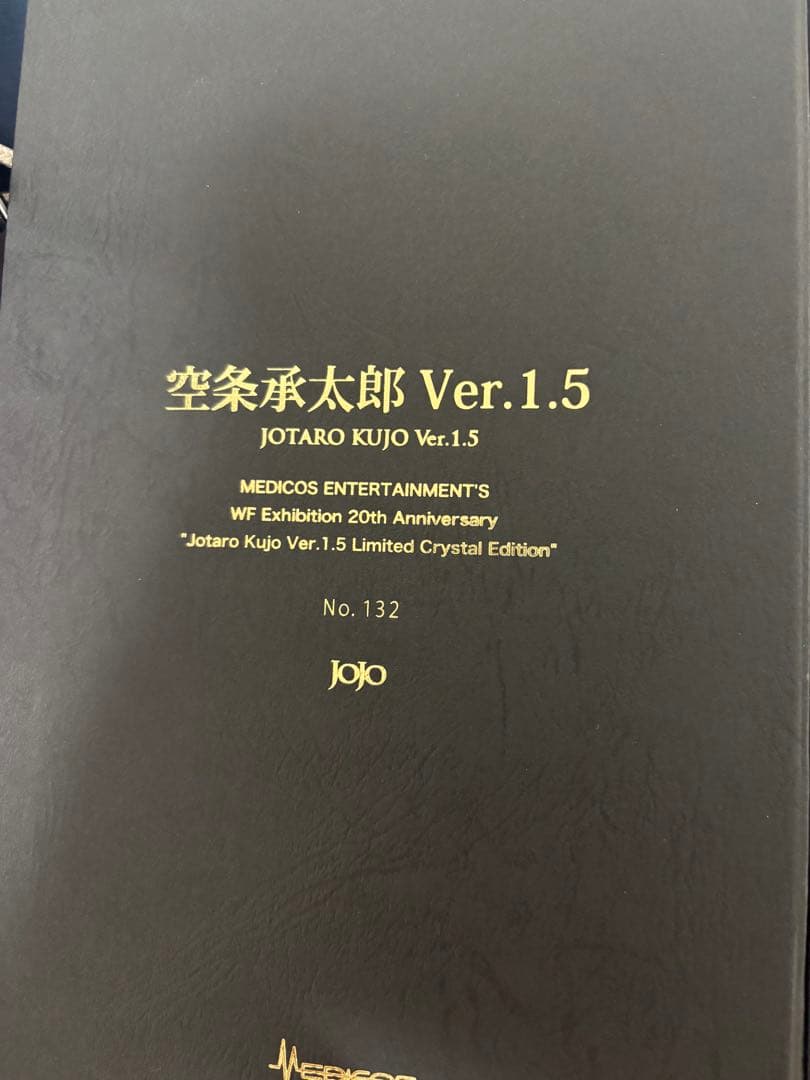 空条承太郎 Ver.1.5
JOTARO KUJO Ver.1.5
MEDICOS ENTERTAINMENT'S
WF Exhibition 20th Anniversary
"Jotaro Kujo Ver.1.5 Limited Crystal Edition"
No. 132
JOJO
MEDICOS